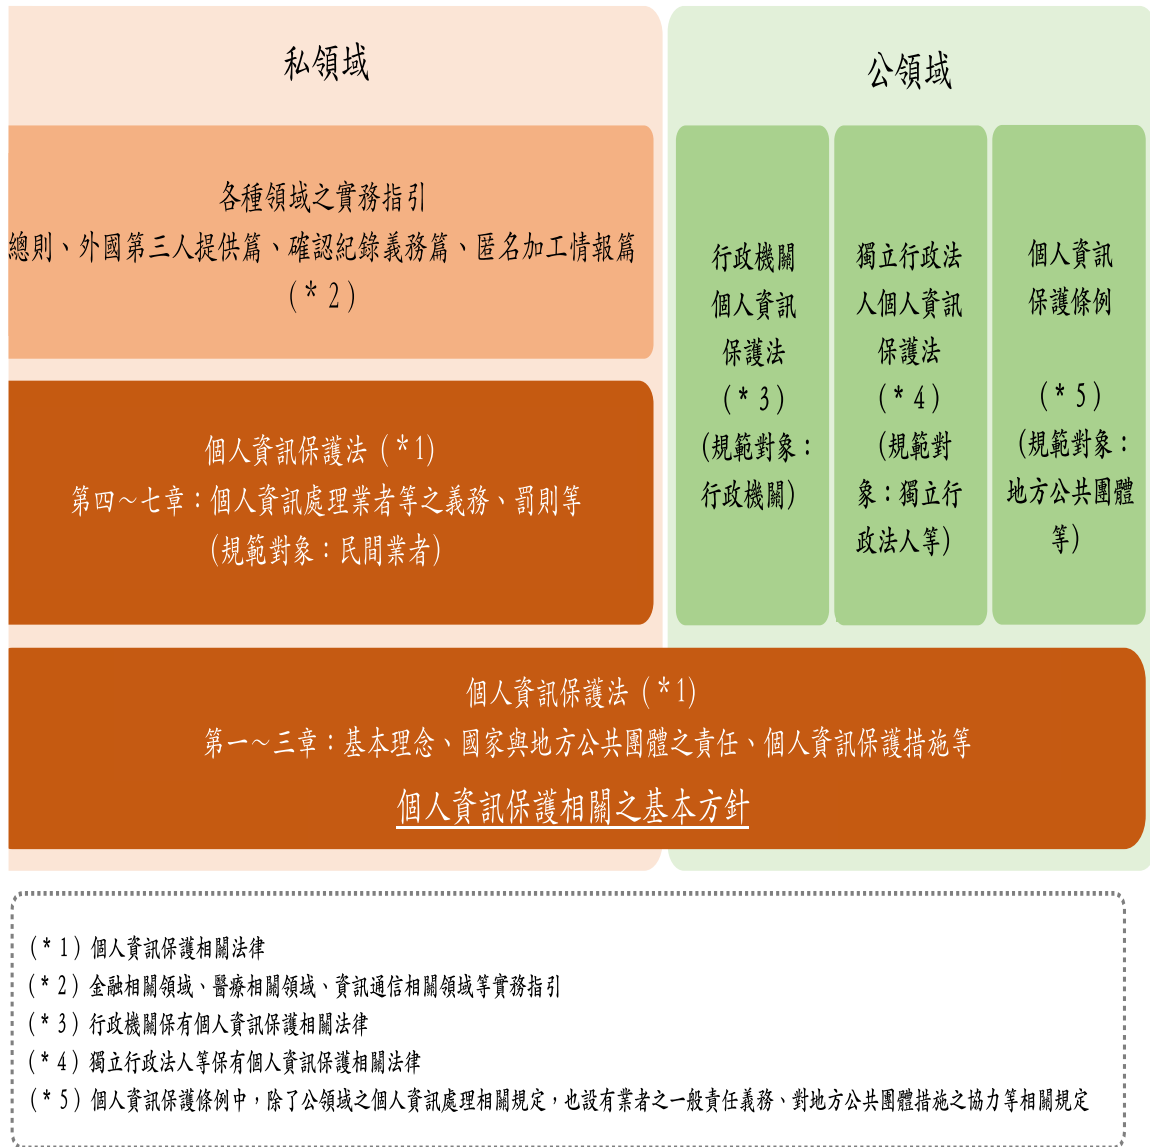 私領域
各種領域之實務指引
總則、外國第三人提供篇、確認紀錄義務篇、匿名加工情報篇
(*2)
個人資訊保護法(*1)
第四~七章：個人資訊處理業者等之義務、罰則等
(規範對象：民間業者)
公領域
行政機關
個人資訊
保護法
(*3)
(規範對象：
行政機關)
獨立行政法
人個人資訊
保護法
(*4)
(規範對
象：獨立行
政法人等)
個人資訊
保護條例
(*5)
(規範對象：
地方公共團體
等)
個人資訊保護法(*1)
第一~三章：基本理念、國家與地方公共團體之責任、個人資訊保護措施等
個人資訊保護相關之基本方針
(*1)個人資訊保護相關法律
(*2)金融相關領域、醫療相關領域、資訊通信相關領域等實務指引
(*3)行政機關保有個人資訊保護相關法律
(*4)獨立行政法人等保有個人資訊保護相關法律
(*5)個人資訊保護條例中，除了公領域之個人資訊處理相關規定，也設有業者之一般責任義務、對地方公共團體措施之協力等相關規定